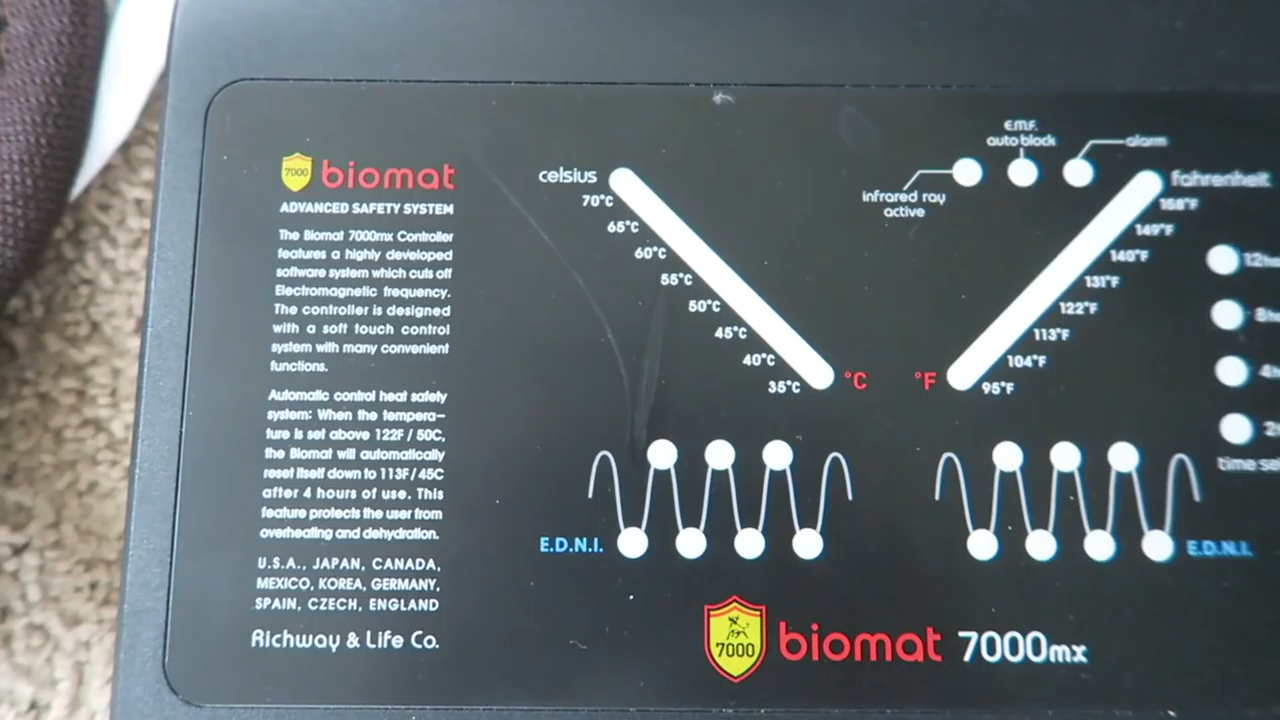 7000 biomat
ADVANCED SAFETY SYSTEM
The Biomat 7000mx Controller
features a highly developed
software system which cuts off
Electromagnetic frequency.
The controller is designed
with a soft touch control
system with many convenient
functions.
Automatic control heat safety
system: When the tempera-
ture is set above 122F / 50C,
the Biomat will automatically
reset itself down to 113F / 45C
after 4 hours of use. This
feature protects the user from
overheating and dehydration.
U.S.A., JAPAN, CANADA,
MEXICO, KOREA, GERMANY,
SPAIN, CZECH, ENGLAND
Richway & Life Co.
celsius
70°C
65°C
60°C
55°C
50°C
45°C
40°C
35°C
°C
E.D.N.I.
E.M.F.
auto block
alarm
infrared ray
active
fahrenheit
158°F
149°F
140°F
131°F
122°F
113°F
104°F
95°F
°F
E.D.N.I.
time
7000
biomat 7000mx